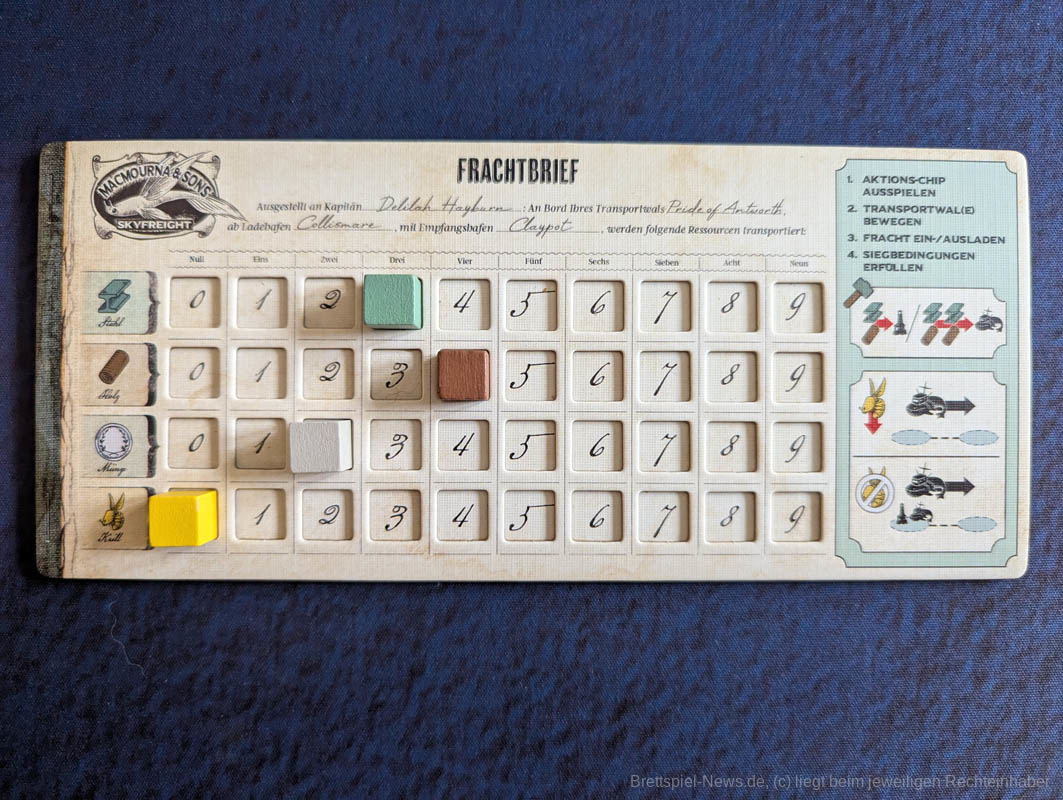 MACMOURNA & SONS
SKYFREIGHT
FRACHTBRIEF
Ausgestellt an Kapitän Delilah Hayburn : An Bord Ihres Transportwals Pride of Antworth,
ab Ladehafen Collismare, mit Empfangshafen Claypot, werden folgende Ressourcen transportiert:
Null Eins Zwei Drei Vier Fünf Sechs Sieben Acht Neun
Stahl 0 1 2 4 5 6 7 8 9
Holz 0 1 2 3 5 6 7 8 9
Münze 0 1 3 4 5 6 7 8 9
Krill 1 2 3 4 5 6 7 8 9
1. AKTIONS-CHIP
AUSSPIELEN
2. TRANSPORTWAL(E)
BEWEGEN
3. FRACHT EIN-/AUSLADEN
4. SIEGBEDINGUNGEN
ERFÜLLEN
/
Brettspiel-News.de, (c) liegt beim jeweiligen Rechteinhaber